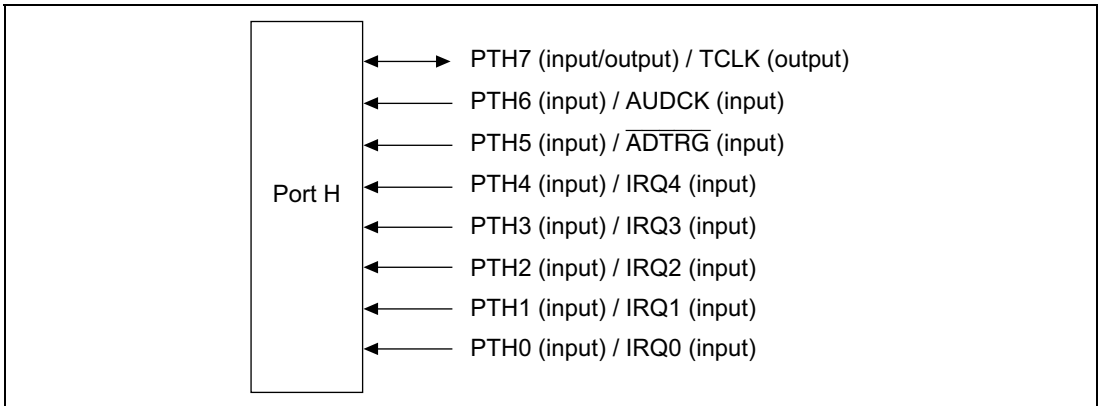 PTH7 (input/output) / TCLK (output)
PTH6 (input) / AUDCK (input)
PTH5 (input) / A̅D̅T̅R̅G̅ (input)
Port H
PTH4 (input) / IRQ4 (input)
PTH3 (input) / IRQ3 (input)
PTH2 (input) / IRQ2 (input)
PTH1 (input) / IRQ1 (input)
PTH0 (input) / IRQ0 (input)